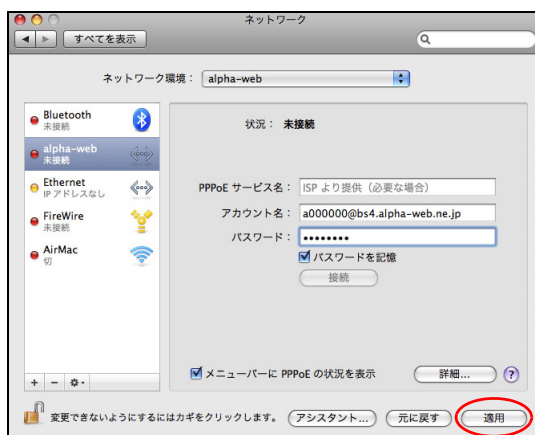 ネットワーク
すべてを表示
ネットワーク環境： alpha-web
Bluetooth
未接続
alpha-web
未接続
Ethernet
IP アドレスなし
FireWire
未接続
AirMac
切
状況： 未接続
PPPoE サービス名： ISP より提供（必要な場合）
アカウント名： a000000@bs4.alpha-web.ne.jp
パスワード： ••••••••
パスワードを記憶
接続
メニューバーに PPPoE の状況を表示 詳細... ?
変更できないようにするにはカギをクリックします。 アシスタント... 元に戻す 適用